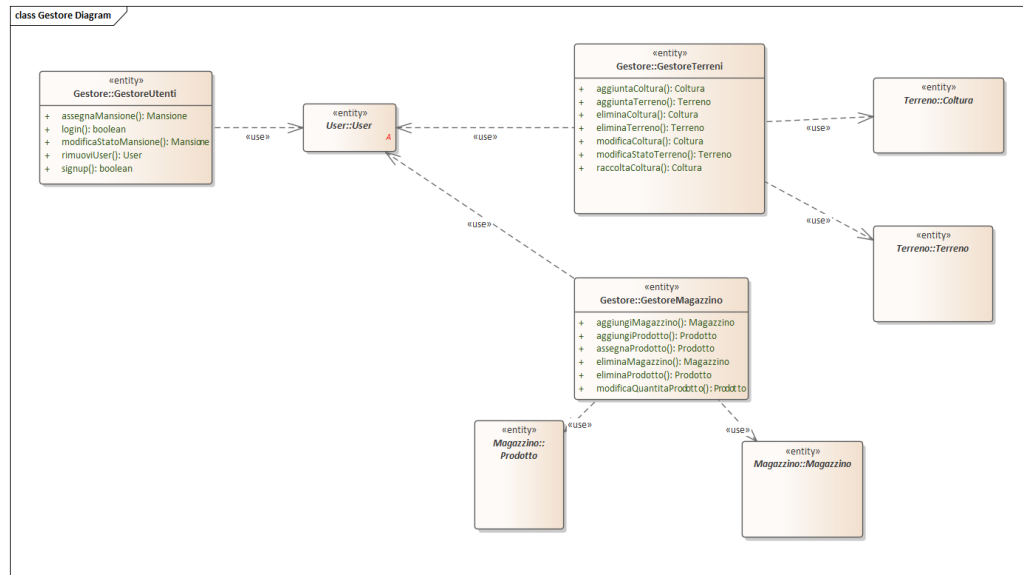 class Gestore Diagram
«entity»
Gestore::GestoreUtenti
+ assegnaMansione(): Mansione
+ login(): boolean
+ modificaStatoMansione(): Mansione
+ rimuoviUser(): User
+ signup(): boolean
«use»
«entity»
User::User
A
«use»
«entity»
Gestore::GestoreTerreni
+ aggiuntaColtura(): Coltura
+ aggiuntaTerreno(): Terreno
+ eliminaColtura(): Coltura
+ eliminaTerreno(): Terreno
+ modificaColtura(): Coltura
+ modificaStatoTerreno(): Terreno
+ raccoltaColtura(): Coltura
«use»
«entity»
Terreno::Coltura
«use»
«entity»
Terreno::Terreno
«use»
«entity»
Gestore::GestoreMagazzino
+ aggiungiMagazzino(): Magazzino
+ aggiungiProdotto(): Prodotto
+ assegnaProdotto(): Prodotto
+ eliminaMagazzino(): Magazzino
+ eliminaProdotto(): Prodotto
+ modificaQuantitaProdotto(): Prodotto
«use»
«use»
«entity»
Magazzino::
Prodotto
«entity»
Magazzino::Magazzino